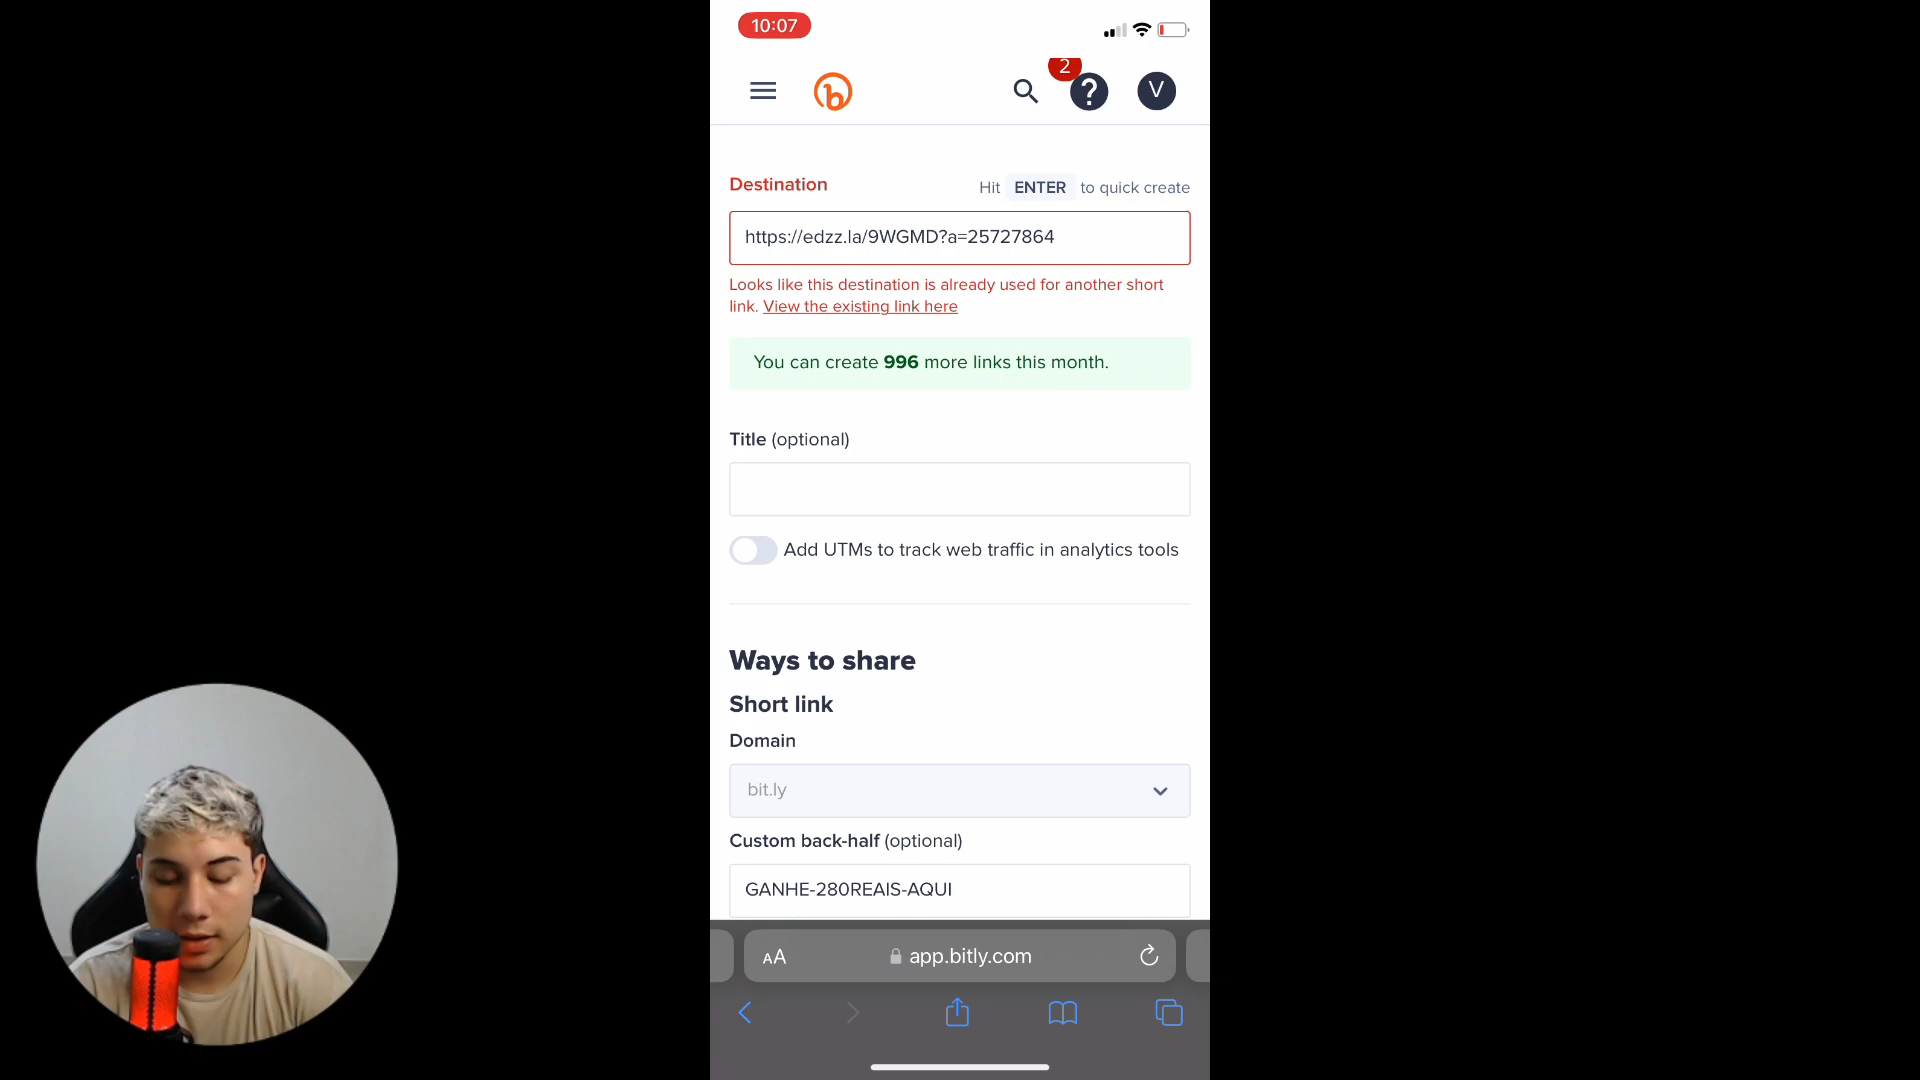 10:07
2
?
V
Destination
Hit ENTER to quick create
https://edzz.la/9WGMD?a=25727864
Looks like this destination is already used for another short
link. View the existing link here
You can create 996 more links this month.
Title (optional)
Add UTMs to track web traffic in analytics tools
Ways to share
Short link
Domain
bit.ly
Custom back-half (optional)
GANHE-280REAIS-AQUI
AA
app.bitly.com